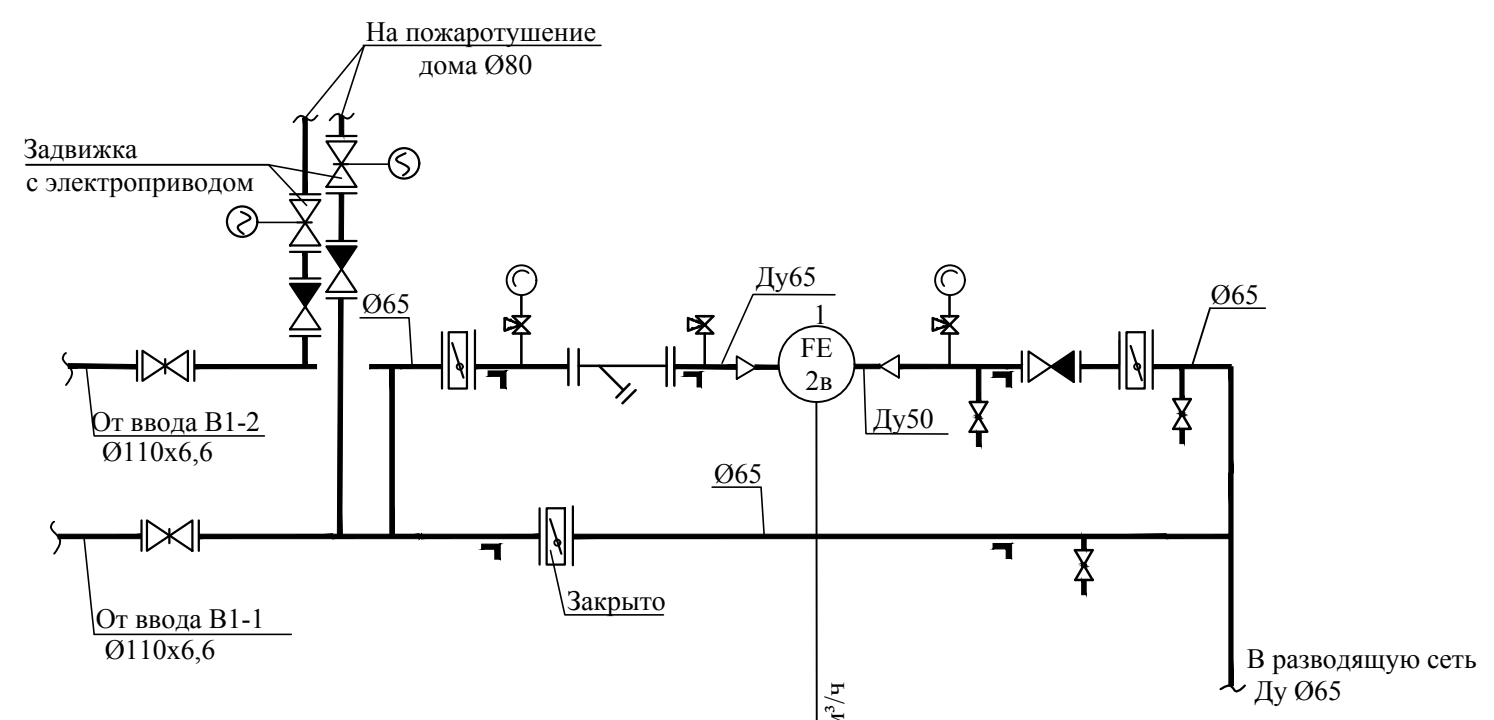 На пожаротушение
дома Ø80
Задвижка
с электроприводом
Ø65
Ду65
1
FE
2в
Ø65
От ввода В1-2
Ø110х6,6
Ду50
Ø65
Закрыто
От ввода В1-1
Ø110х6,6
В разводящую сеть
Ду Ø65
м³/ч